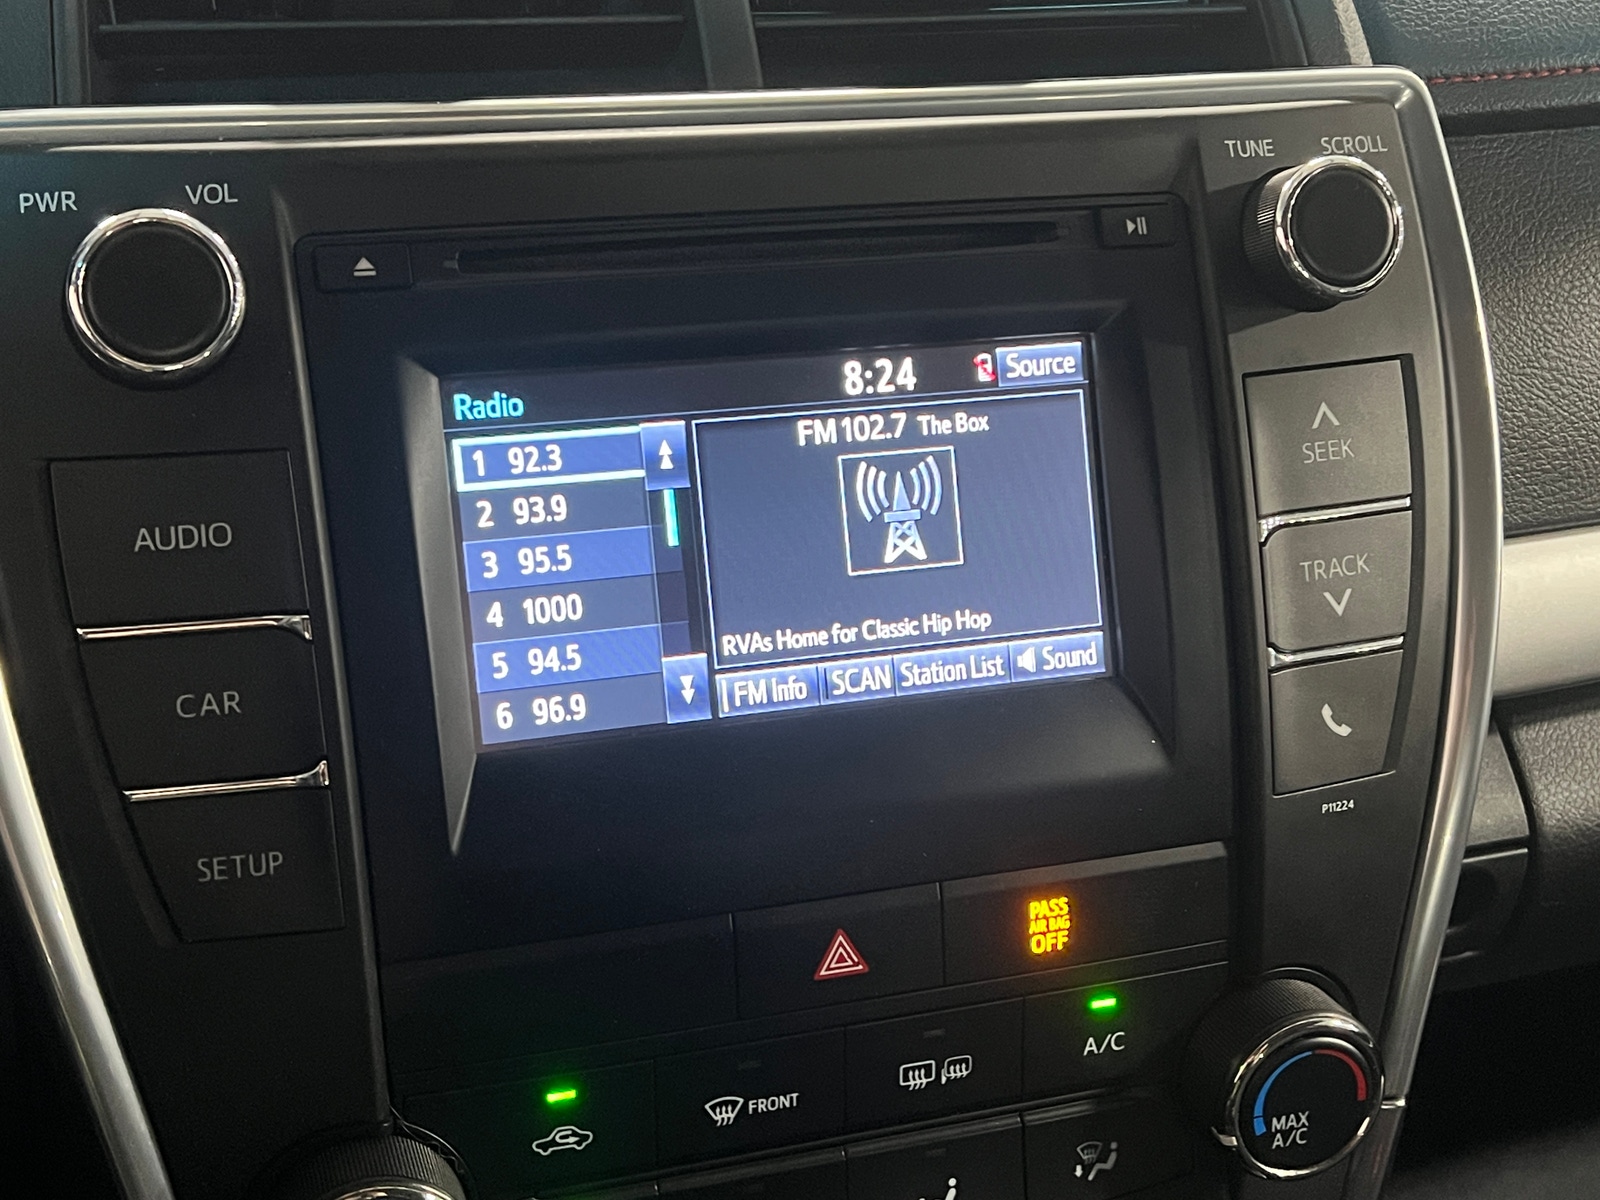 PWR VOL
TUNE SCROLL
8:24
Source
Radio
FM 102.7 The Box
1 92.3
2 93.9
3 95.5
4 1000
5 94.5
6 96.9
RVAs Home for Classic Hip Hop
FM Info SCAN Station List Sound
AUDIO
CAR
SETUP
SEEK
TRACK
P11224
PASS
AIR BAG
OFF
A/C
FRONT
MAX
A/C